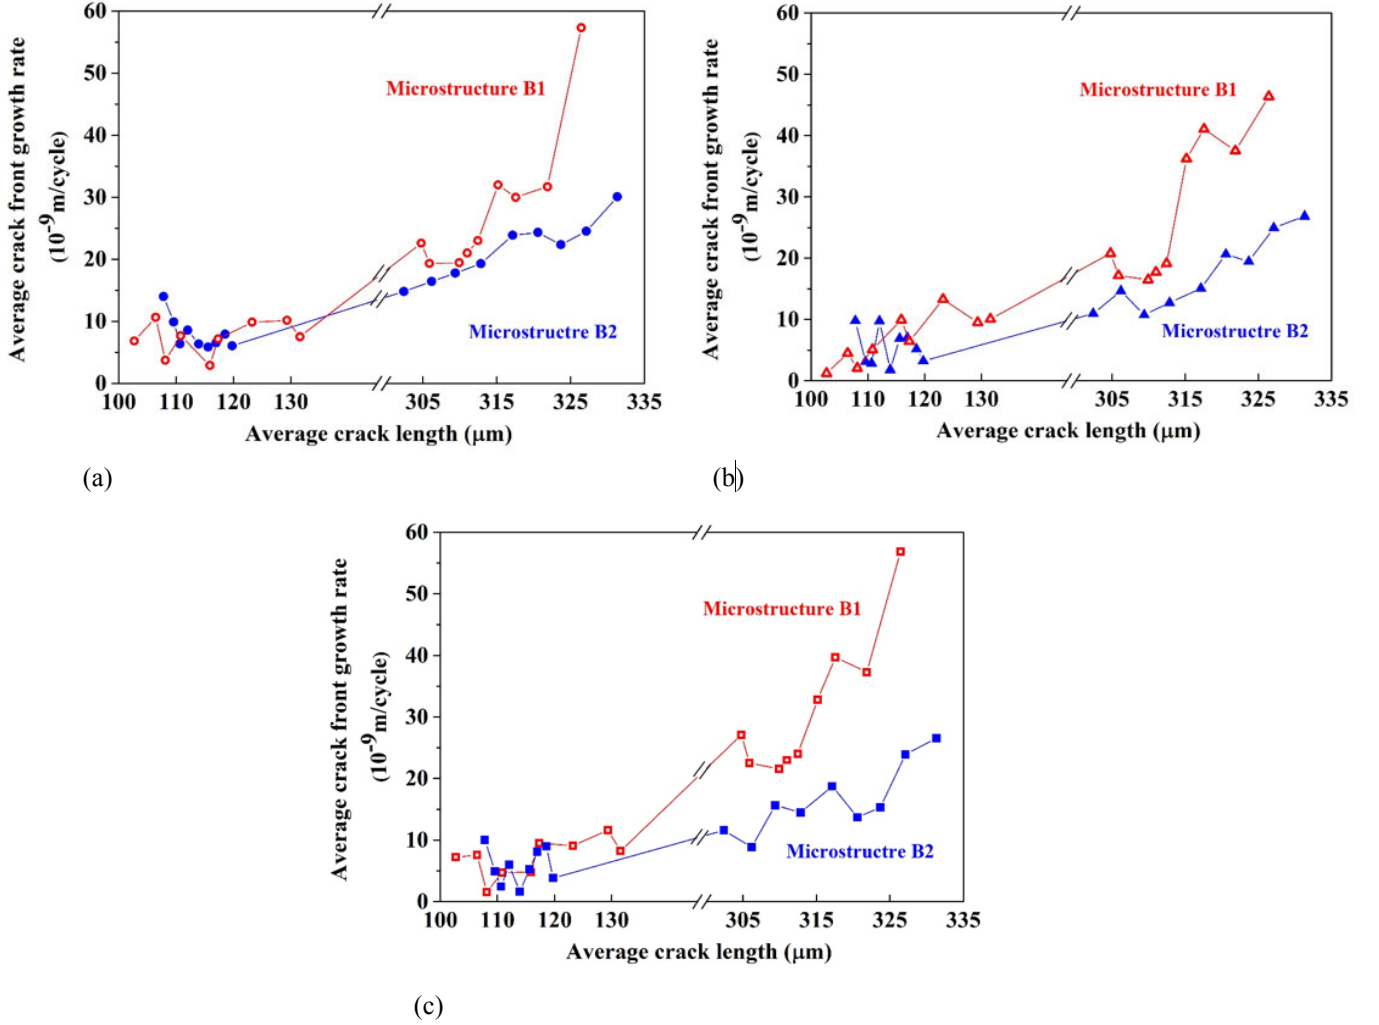 60
50
40
30
20
10
0
Average crack front growth rate
(10⁻⁹m/cycle)
Microstructure B1
Microstructre B2
100 110 120 130 305 315 325 335
Average crack length (μm)
(a)
60
50
40
30
20
10
0
Average crack front growth rate
(10⁻⁹m/cycle)
Microstructure B1
Microstructre B2
100 110 120 130 305 315 325 335
Average crack length (μm)
(b)
60
50
40
30
20
10
0
Average crack front growth rate
(10⁻⁹m/cycle)
Microstructure B1
Microstructre B2
100 110 120 130 305 315 325 335
Average crack length (μm)
(c)